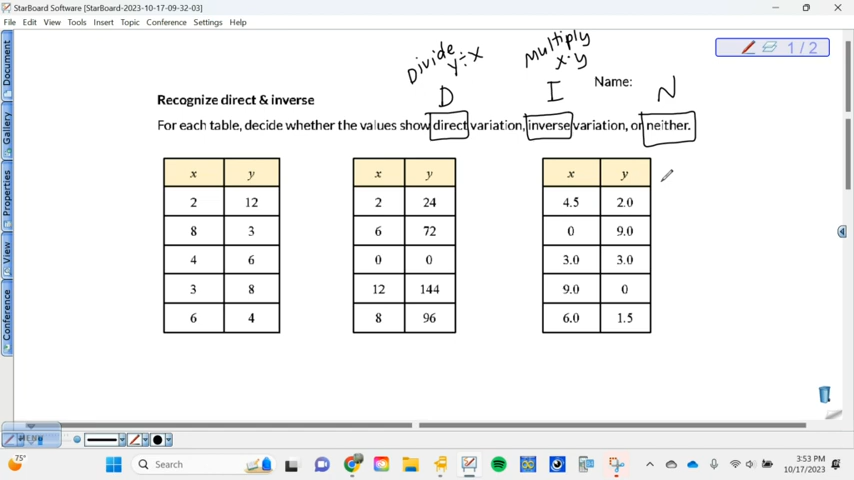 StarBoard Software [StarBoard-2023-10-17-09-32-03]
File Edit View Tools Insert Topic Conference Settings Help
Document
Gallery
Properties
View
Conference
1 / 2
Divide
y÷x
Multiply
x·y
Name:
D I N
Recognize direct & inverse
For each table, decide whether the values show direct variation, inverse variation, or neither.
x y
2 12
8 3
4 6
3 8
6 4
x y
2 24
6 72
0 0
12 144
8 96
x y
4.5 2.0
0 9.0
3.0 3.0
9.0 0
6.0 1.5
MENU
75°
Search
3:53 PM
10/17/2023